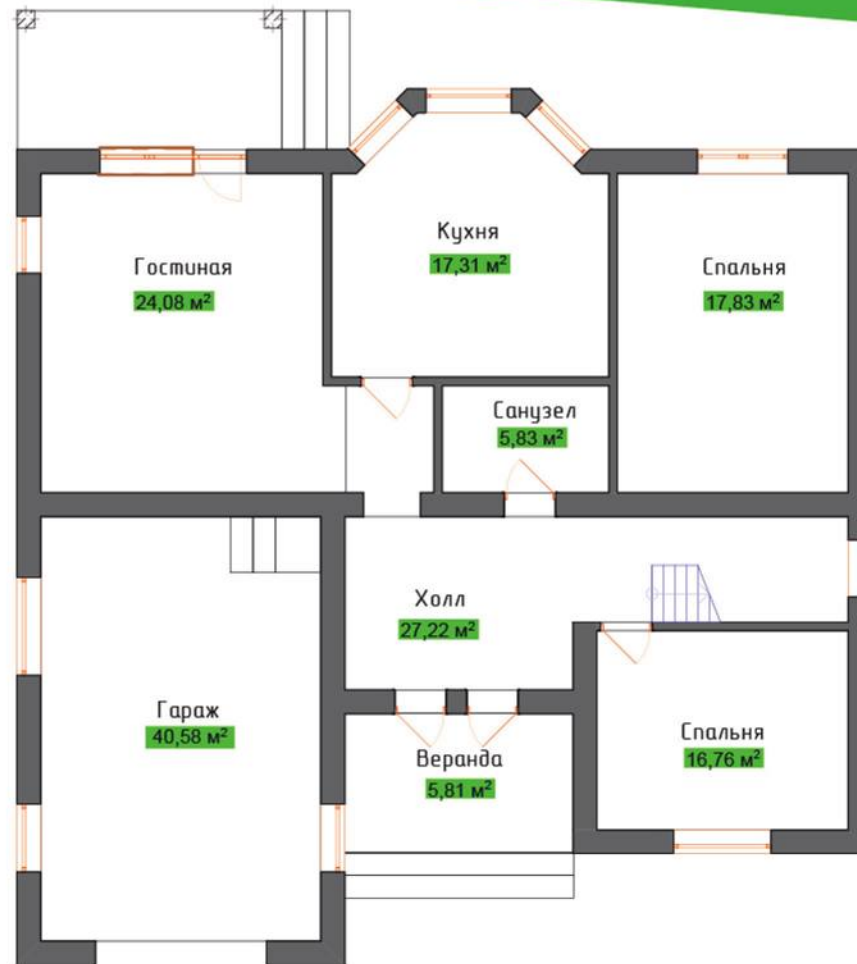 Кухня
17,31 м²
Гостиная
24,08 м²
Спальня
17,83 м²
Санузел
5,83 м²
Холл
27,22 м²
Гараж
40,58 м²
Веранда
5,81 м²
Спальня
16,76 м²